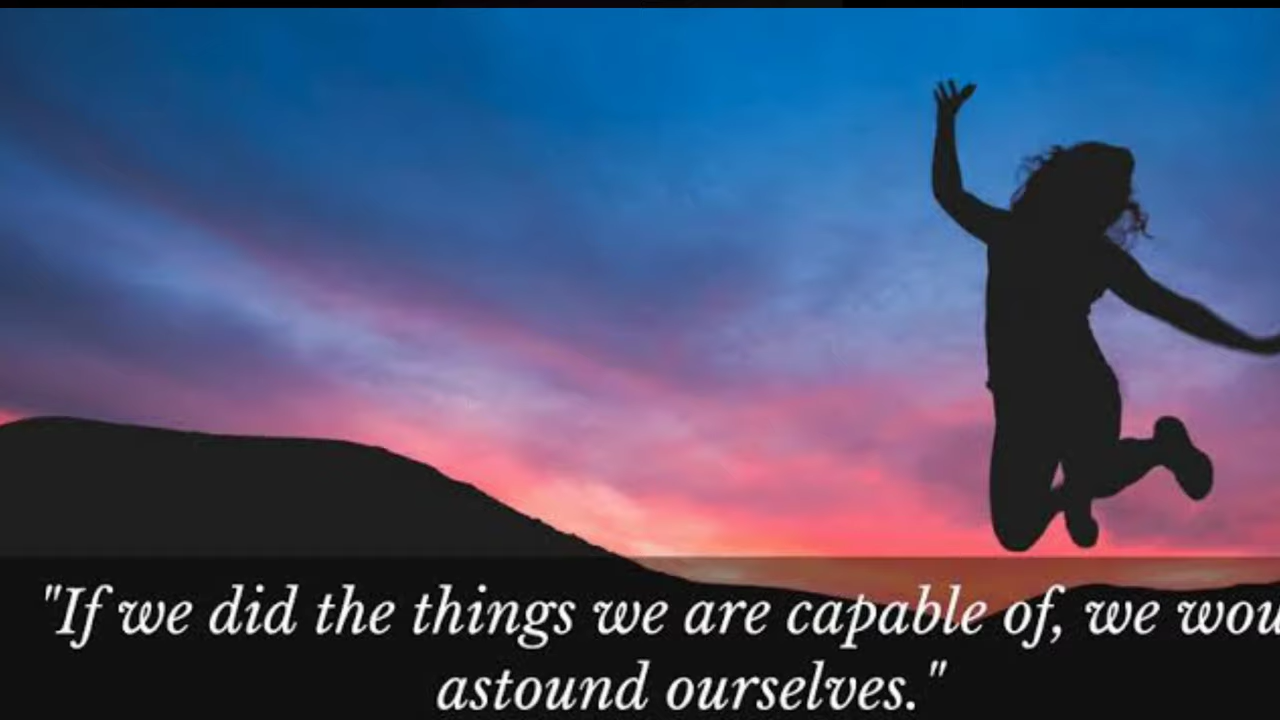 "If we did the things we are capable of, we wou
astound ourselves."